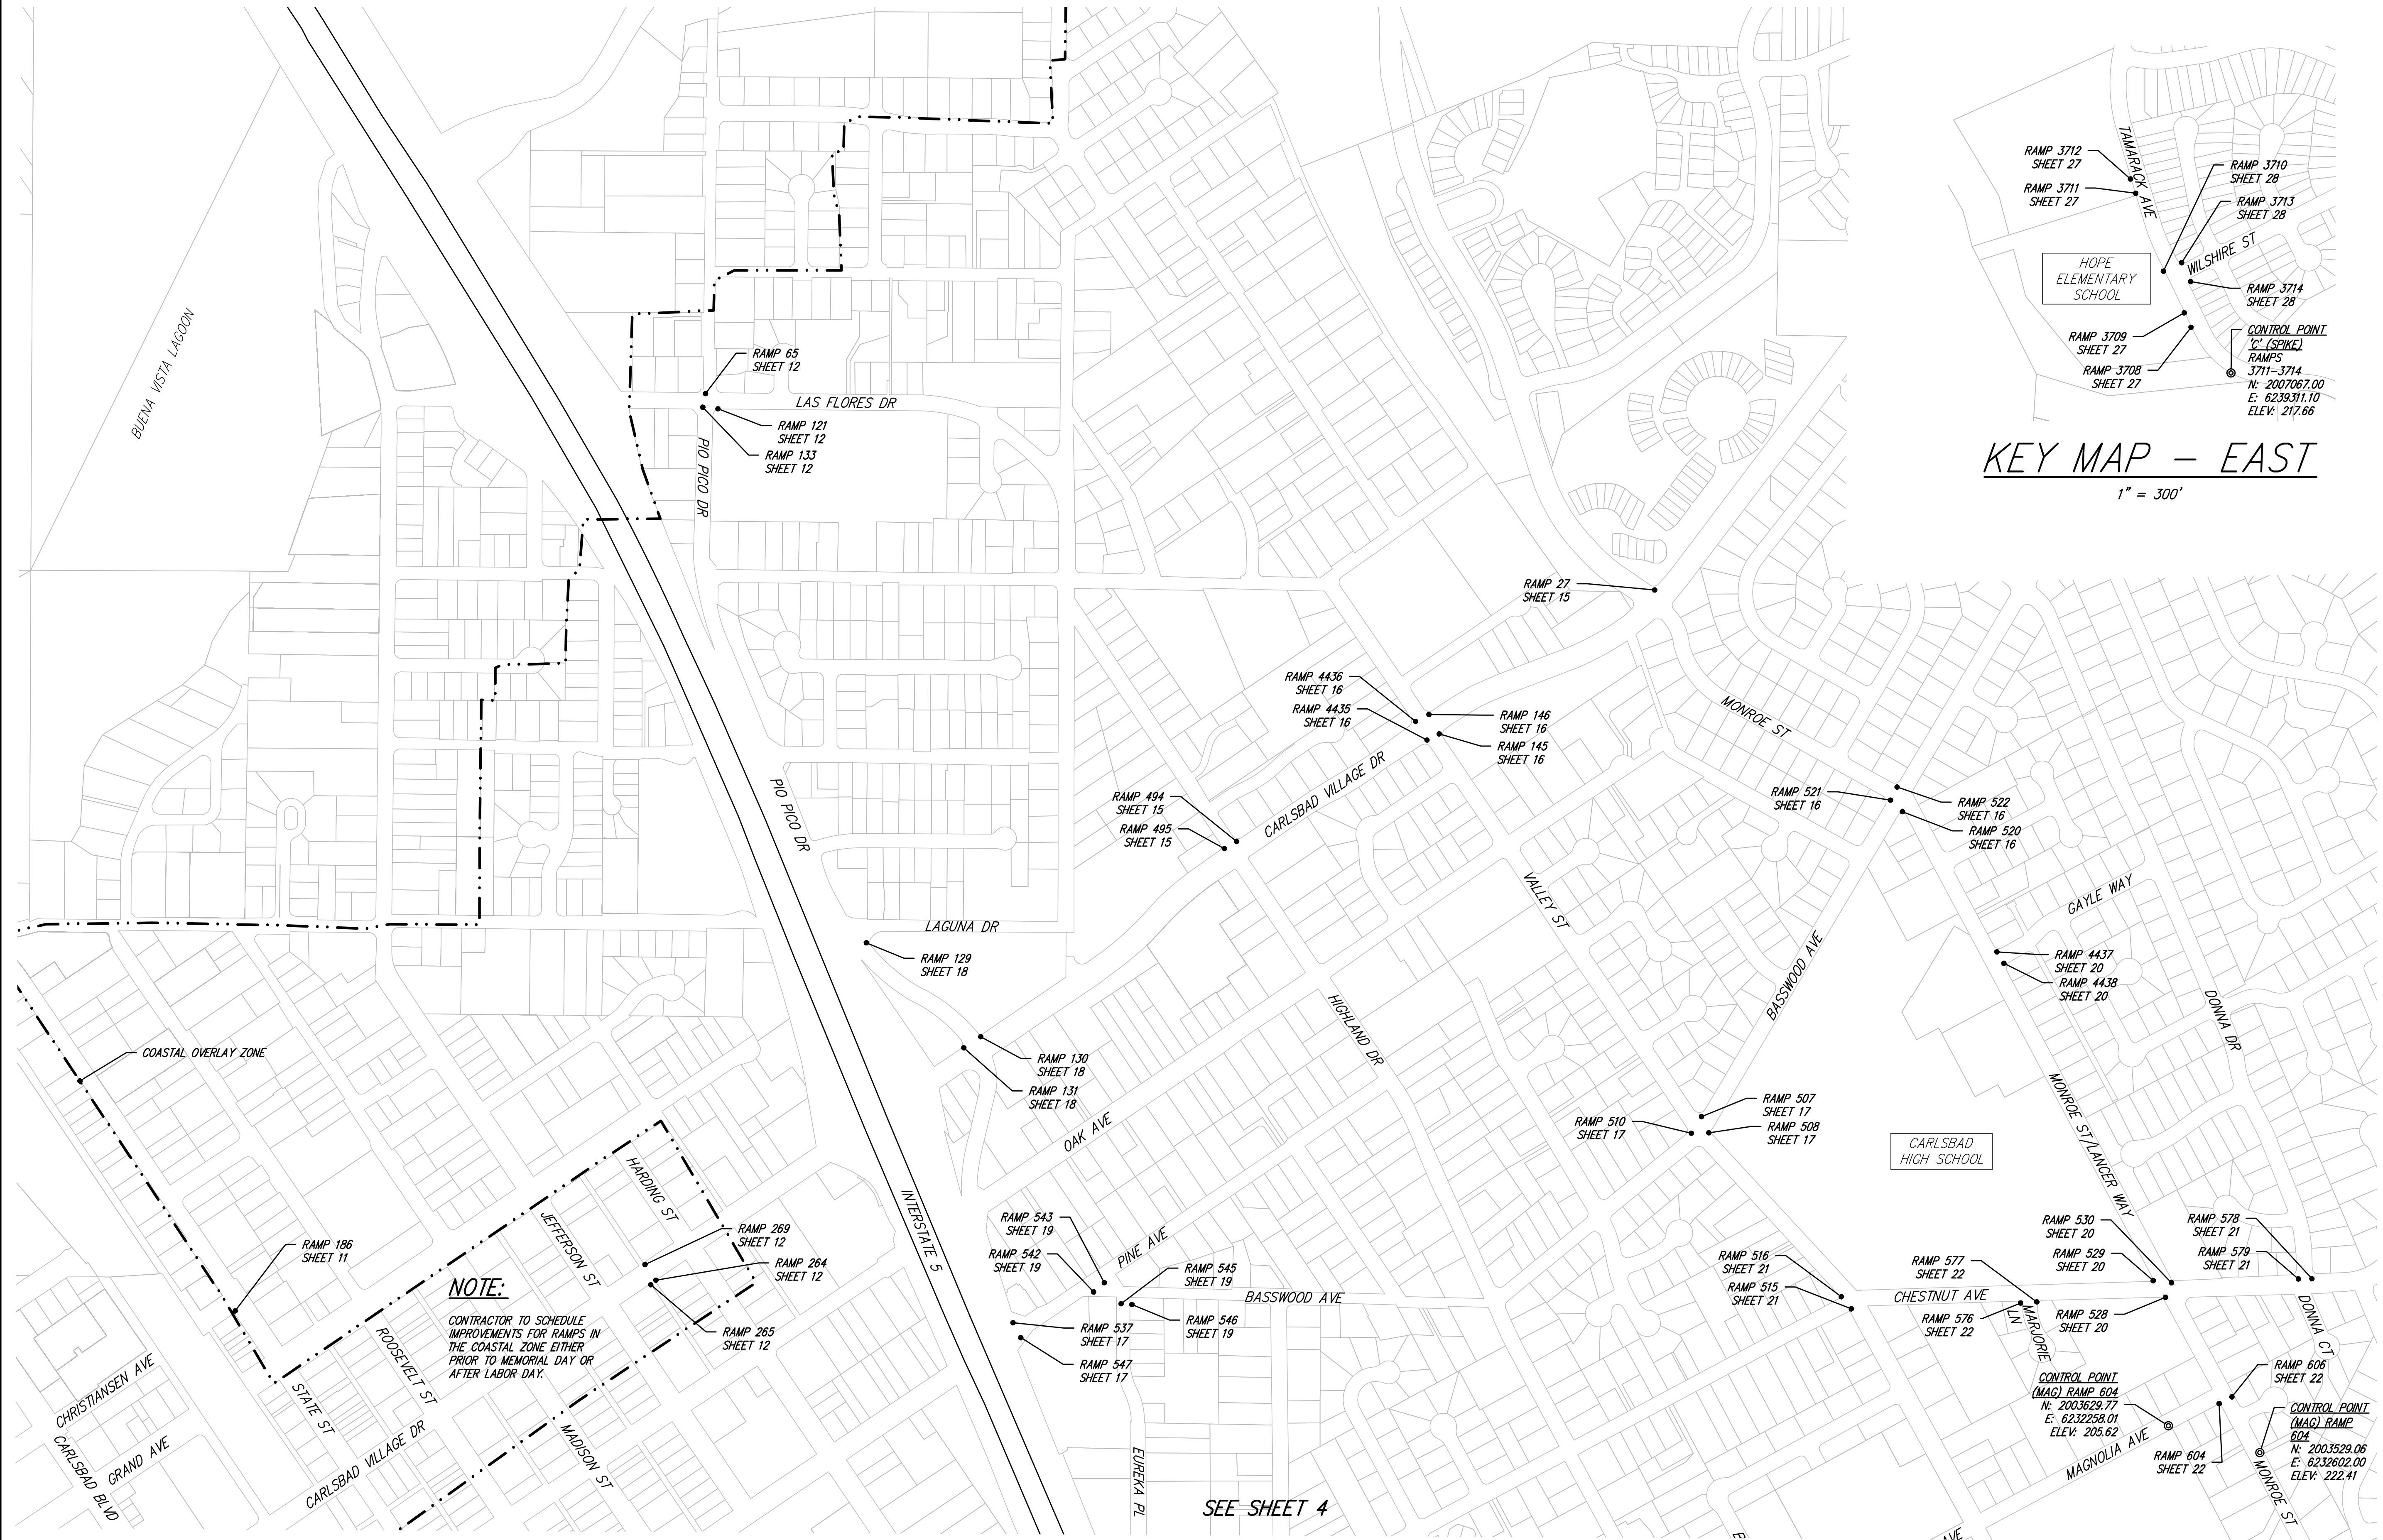 BUENA VISTA LAGOON
RAMP 65
SHEET 12
LAS FLORES DR
RAMP 121
SHEET 12
RAMP 133
SHEET 12
PIO PICO DR
TAMARACK AVE
RAMP 3712
SHEET 27
RAMP 3711
SHEET 27
RAMP 3710
SHEET 28
RAMP 3713
SHEET 28
WILSHIRE ST
HOPE
ELEMENTARY
SCHOOL
RAMP 3714
SHEET 28
RAMP 3709
SHEET 27
RAMP 3708
SHEET 27
CONTROL POINT
'C' (SPIKE)
RAMPS
3711-3714
N: 2007067.00
E: 6239311.10
ELEV: 217.66
KEY MAP - EAST
1" = 300'
RAMP 27
SHEET 15
RAMP 4436
SHEET 16
RAMP 4435
SHEET 16
RAMP 146
SHEET 16
RAMP 145
SHEET 16
MONROE ST
PIO PICO DR
RAMP 494
SHEET 15
RAMP 495
SHEET 15
CARLSBAD VILLAGE DR
RAMP 521
SHEET 16
RAMP 522
SHEET 16
RAMP 520
SHEET 16
VALLEY ST
GAYLE WAY
LAGUNA DR
RAMP 129
SHEET 18
BASSWOOD AVE
RAMP 4437
SHEET 20
RAMP 4438
SHEET 20
HIGHLAND DR
DONNA DR
COASTAL OVERLAY ZONE
RAMP 130
SHEET 18
RAMP 131
SHEET 18
OAK AVE
RAMP 507
SHEET 17
RAMP 508
SHEET 17
RAMP 510
SHEET 17
MONROE ST/LANCER WAY
CARLSBAD
HIGH SCHOOL
HARDING ST
JEFFERSON ST
INTERSTATE 5
RAMP 186
SHEET 11
RAMP 269
SHEET 12
RAMP 264
SHEET 12
RAMP 265
SHEET 12
NOTE:
CONTRACTOR TO SCHEDULE
IMPROVEMENTS FOR RAMPS IN
THE COASTAL ZONE EITHER
PRIOR TO MEMORIAL DAY OR
AFTER LABOR DAY.
RAMP 543
SHEET 19
RAMP 542
SHEET 19
PINE AVE
RAMP 545
SHEET 19
RAMP 546
SHEET 19
BASSWOOD AVE
RAMP 537
SHEET 17
RAMP 547
SHEET 17
RAMP 516
SHEET 21
RAMP 515
SHEET 21
RAMP 530
SHEET 20
RAMP 529
SHEET 20
RAMP 578
SHEET 21
RAMP 579
SHEET 21
RAMP 577
SHEET 22
CHESTNUT AVE
RAMP 576
SHEET 22
MARJORIE
LN
RAMP 528
SHEET 20
DONNA CT
CONTROL POINT
(MAG) RAMP 604
N: 2003629.77
E: 6232258.01
ELEV: 205.62
RAMP 606
SHEET 22
CONTROL POINT
(MAG) RAMP
604
N: 2003529.06
E: 6232602.00
ELEV: 222.41
MAGNOLIA AVE
RAMP 604
SHEET 22
MONROE ST
CHRISTIANSEN AVE
STATE ST
ROOSEVELT ST
CARLSBAD BLVD
GRAND AVE
CARLSBAD VILLAGE DR
MADISON ST
EUREKA PL
SEE SHEET 4
AVE